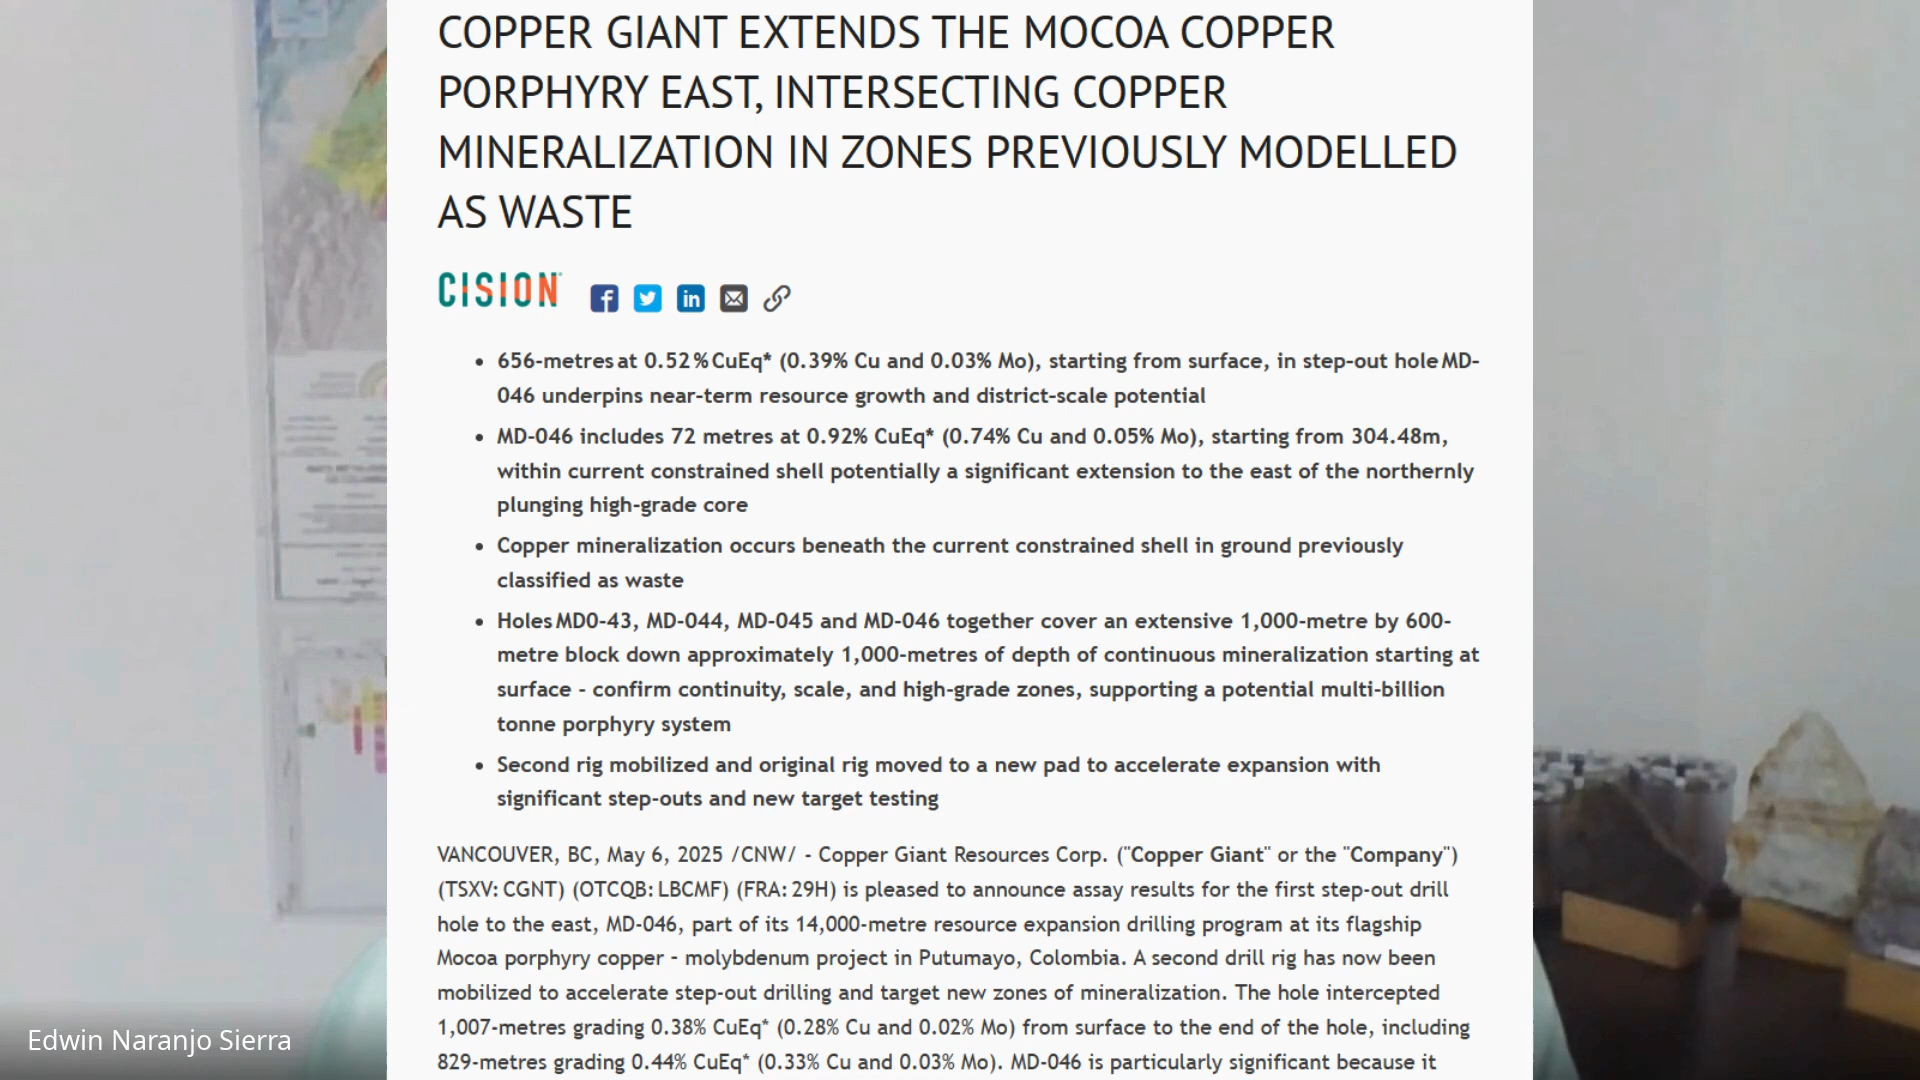 COPPER GIANT EXTENDS THE MOCOA COPPER
PORPHYRY EAST, INTERSECTING COPPER
MINERALIZATION IN ZONES PREVIOUSLY MODELLED
AS WASTE
CISION
656-metres at 0.52%CuEq* (0.39% Cu and 0.03% Mo), starting from surface, in step-out hole MD-
046 underpins near-term resource growth and district-scale potential
MD-046 includes 72 metres at 0.92% CuEq* (0.74% Cu and 0.05% Mo), starting from 304.48m,
within current constrained shell potentially a significant extension to the east of the northernly
plunging high-grade core
Copper mineralization occurs beneath the current constrained shell in ground previously
classified as waste
Holes MD0-43, MD-044, MD-045 and MD-046 together cover an extensive 1,000-metre by 600-
metre block down approximately 1,000-metres of depth of continuous mineralization starting at
surface - confirm continuity, scale, and high-grade zones, supporting a potential multi-billion
tonne porphyry system
Second rig mobilized and original rig moved to a new pad to accelerate expansion with
significant step-outs and new target testing
VANCOUVER, BC, May 6, 2025 /CNW/ - Copper Giant Resources Corp. ("Copper Giant" or the "Company")
(TSXV: CGNT) (OTCQB: LBCMF) (FRA: 29H) is pleased to announce assay results for the first step-out drill
hole to the east, MD-046, part of its 14,000-metre resource expansion drilling program at its flagship
Mocoa porphyry copper - molybdenum project in Putumayo, Colombia. A second drill rig has now been
mobilized to accelerate step-out drilling and target new zones of mineralization. The hole intercepted
1,007-metres grading 0.38% CuEq* (0.28% Cu and 0.02% Mo) from surface to the end of the hole, including
829-metres grading 0.44% CuEq* (0.33% Cu and 0.03% Mo). MD-046 is particularly significant because it
Edwin Naranjo Sierra